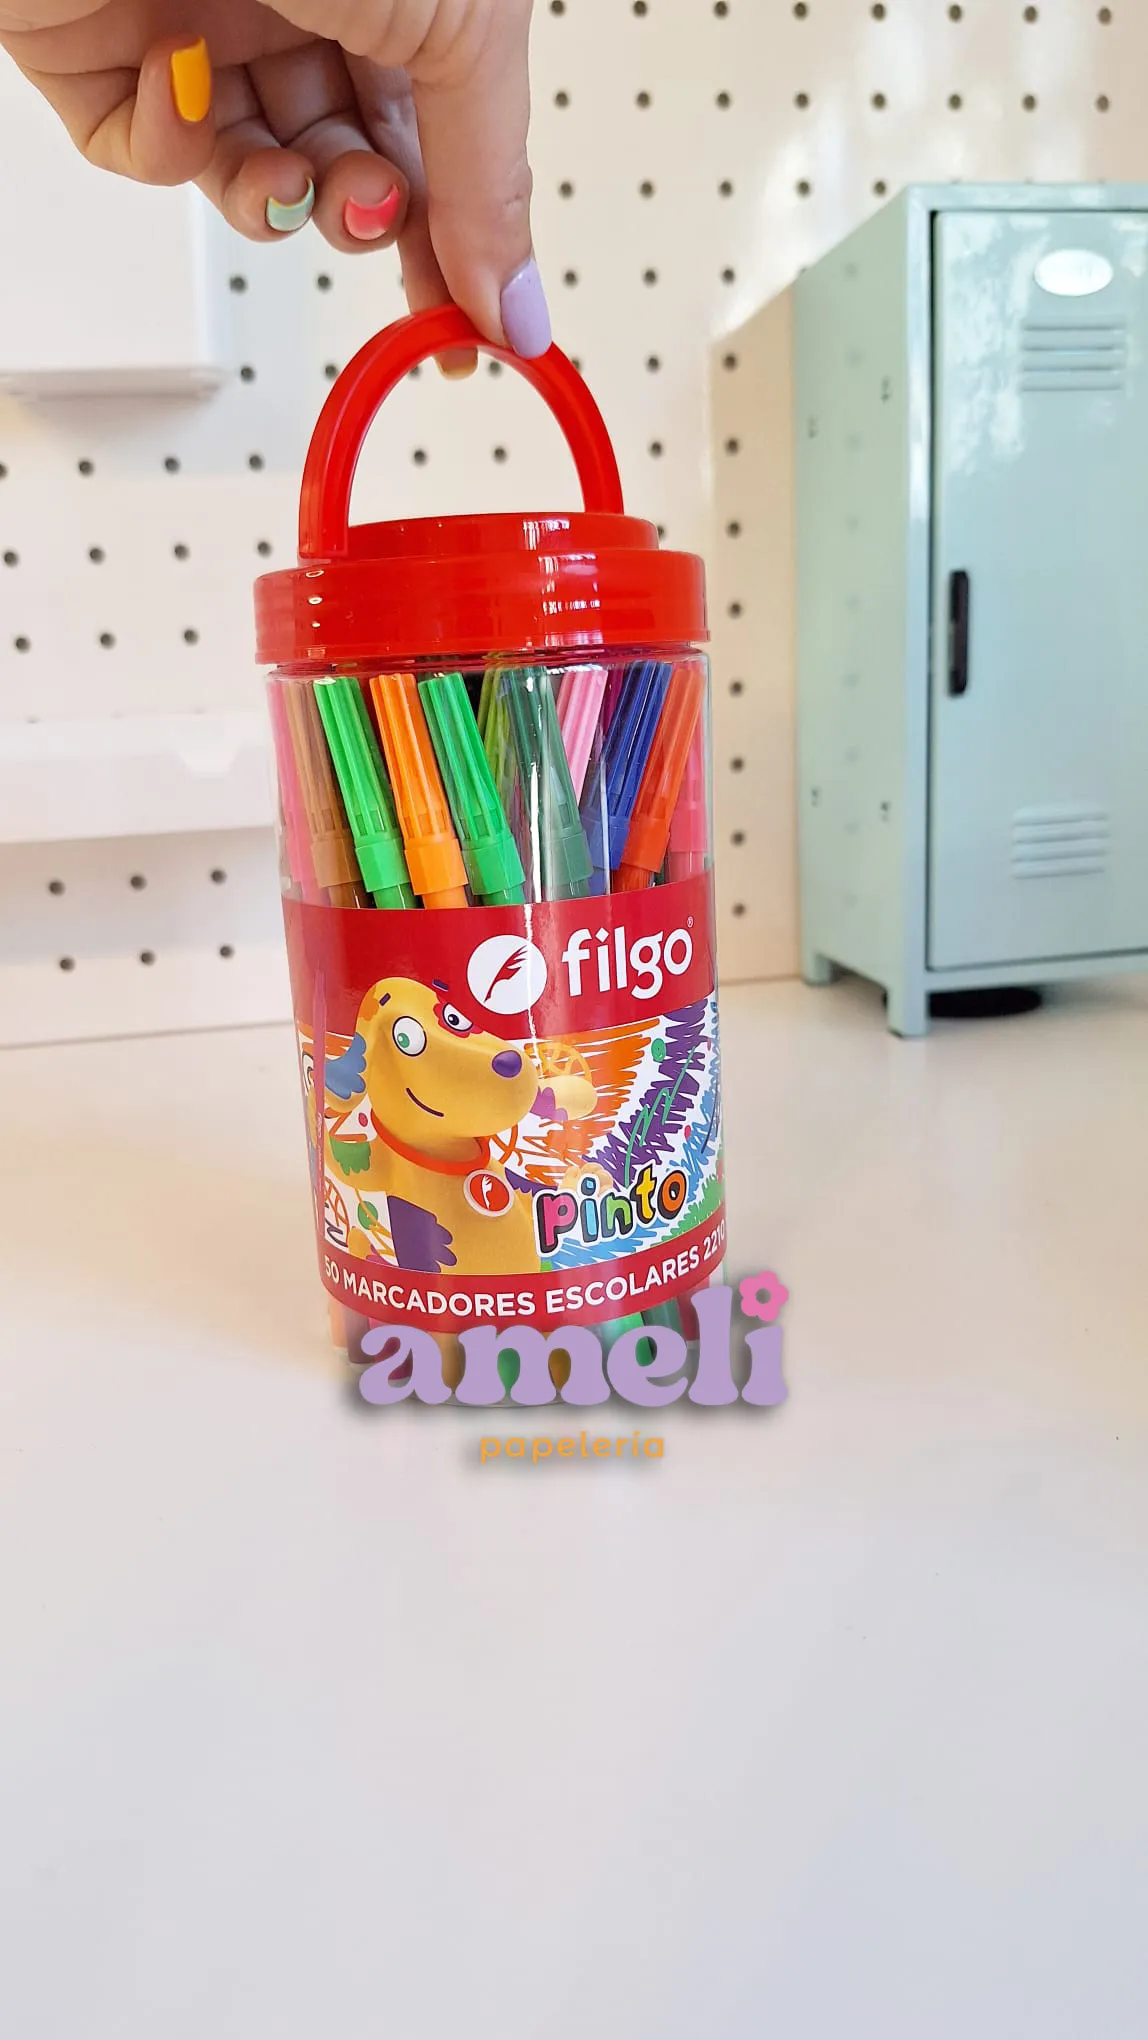 filgo®
pinto
50 MARCADORES ESCOLARES 2210
ameli
papelería